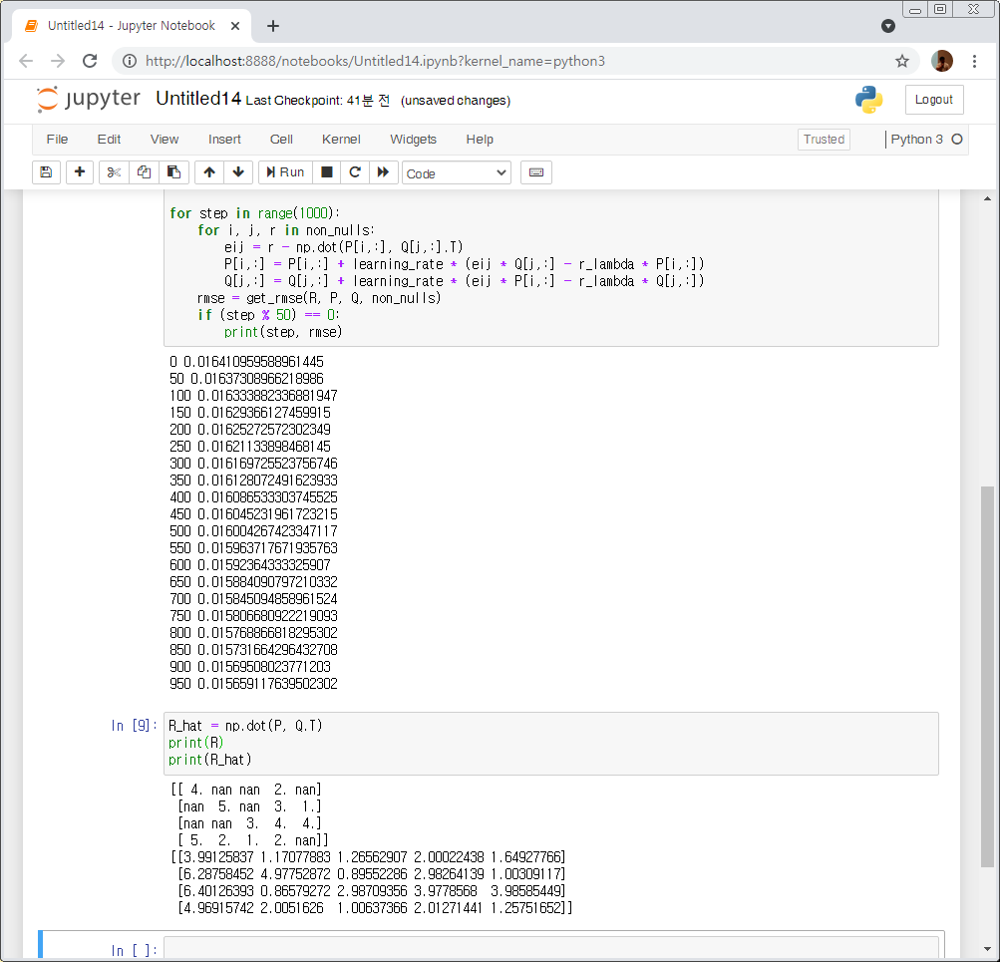 Untitled14 - Jupyter Notebook
http://localhost:8888/notebooks/Untitled14.ipynb?kernel_name=python3
jupyter Untitled14 Last Checkpoint: 41분 전 (unsaved changes)
Logout
File Edit View Insert Cell Kernel Widgets Help Trusted Python 3
Run Code
for step in range(1000):
    for i, j, r in non_nulls:
        eij = r - np.dot(P[i,:], Q[j,:].T)
        P[i,:] = P[i,:] + learning_rate * (eij * Q[j,:] - r_lambda * P[i,:])
        Q[j,:] = Q[j,:] + learning_rate * (eij * P[i,:] - r_lambda * Q[j,:])
    rmse = get_rmse(R, P, Q, non_nulls)
    if (step % 50) == 0:
        print(step, rmse)
0 0.016410959588961445
50 0.01637308966218986
100 0.016333882336881947
150 0.01629366127459915
200 0.01625272572302349
250 0.01621133898468145
300 0.016169725523756746
350 0.016128072491623933
400 0.016086533303745525
450 0.016045231961723215
500 0.016004267423347117
550 0.015963717671935763
600 0.01592364333325907
650 0.015884090797210332
700 0.015845094858961524
750 0.015806680922219093
800 0.015768866818295302
850 0.015731664296432708
900 0.01569508023771203
950 0.015659117639502302
In [9]: R_hat = np.dot(P, Q.T)
print(R)
print(R_hat)
[[ 4. nan nan  2. nan]
 [nan  5. nan  3.  1.]
 [nan nan  3.  4.  4.]
 [ 5.  2.  1.  2. nan]]
[[3.99125837 1.17077883 1.26562907 2.00022438 1.64927766]
 [6.28758452 4.97752872 0.89552286 2.98264139 1.00309117]
 [6.40126393 0.86579272 2.98709356 3.9778568  3.98585449]
 [4.96915742 2.0051626  1.00637366 2.01271441 1.25751652]]
In [ ]: